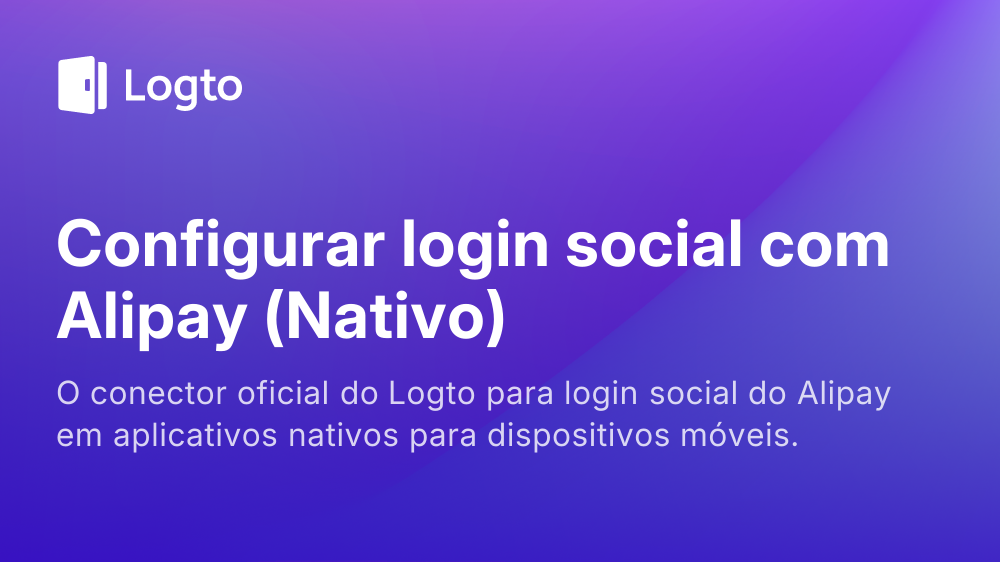 Logto
Configurar login social com
Alipay (Nativo)
O conector oficial do Logto para login social do Alipay
em aplicativos nativos para dispositivos móveis.